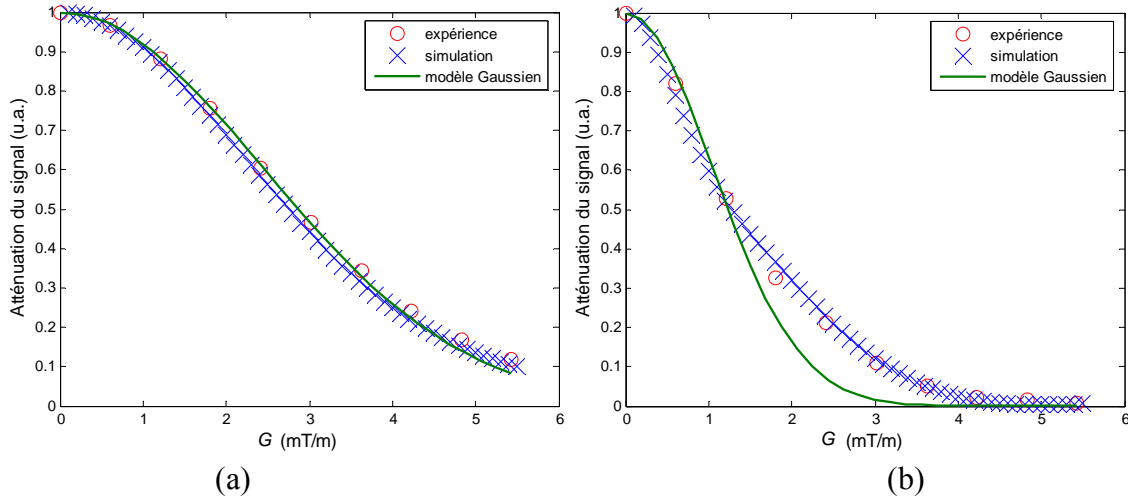 1
0.9
0.8
0.7
0.6
0.5
0.4
0.3
0.2
0.1
0
Atténuation du signal (u.a.)
expérience
simulation
modèle Gaussien
0 1 2 3 4 5 6
G (mT/m)
(a)
1
0.9
0.8
0.7
0.6
0.5
0.4
0.3
0.2
0.1
0
Atténuation du signal (u.a.)
expérience
simulation
modèle Gaussien
0 1 2 3 4 5 6
G (mT/m)
(b)